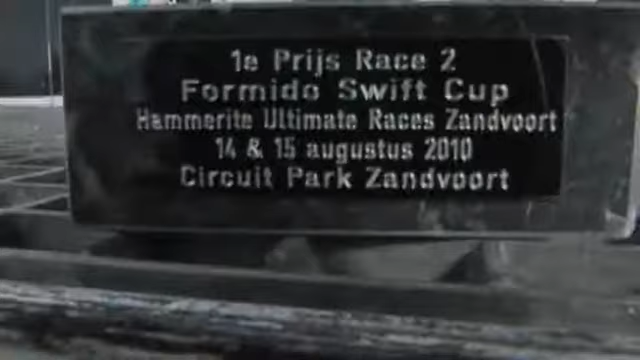 1e Prijs Race 2
Formido Swift Cup
Hammerite Ultimate Races Zandvoort
14 & 15 augustus 2010
Circuit Park Zandvoort